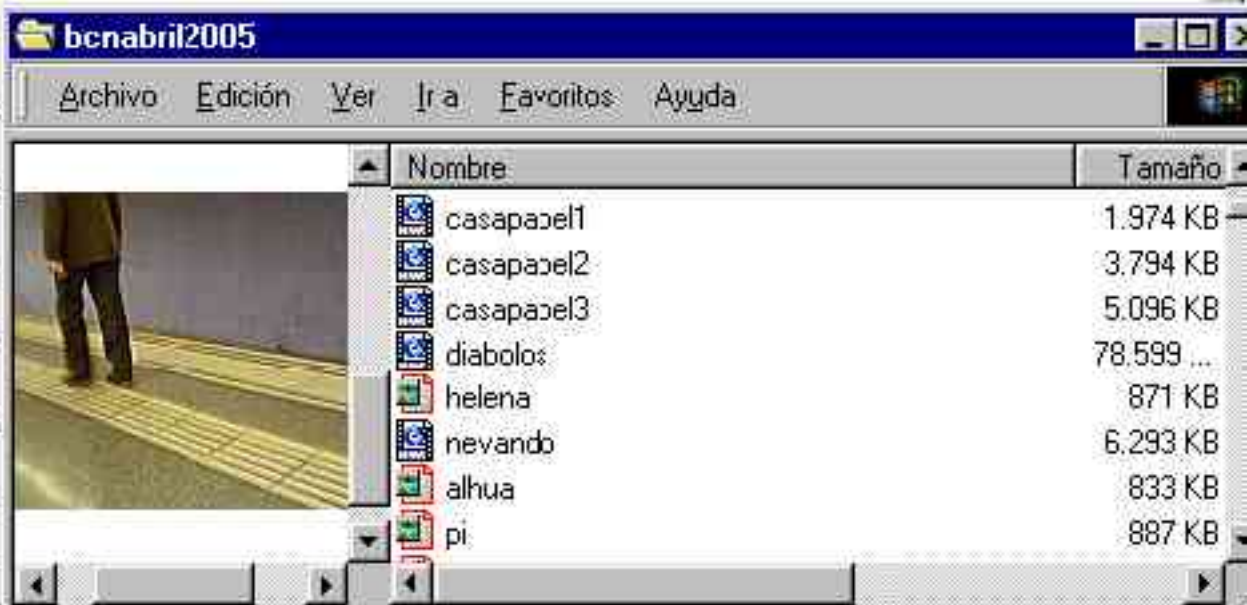 bcnabril2005
Archivo Edición Ver Ir a Favoritos Ayuda
Nombre Tamaño
casapapel1 1.974 KB
casapapel2 3.794 KB
casapapel3 5.096 KB
diabolos 78.599 ...
helena 871 KB
nevando 6.293 KB
alhua 833 KB
pi 887 KB